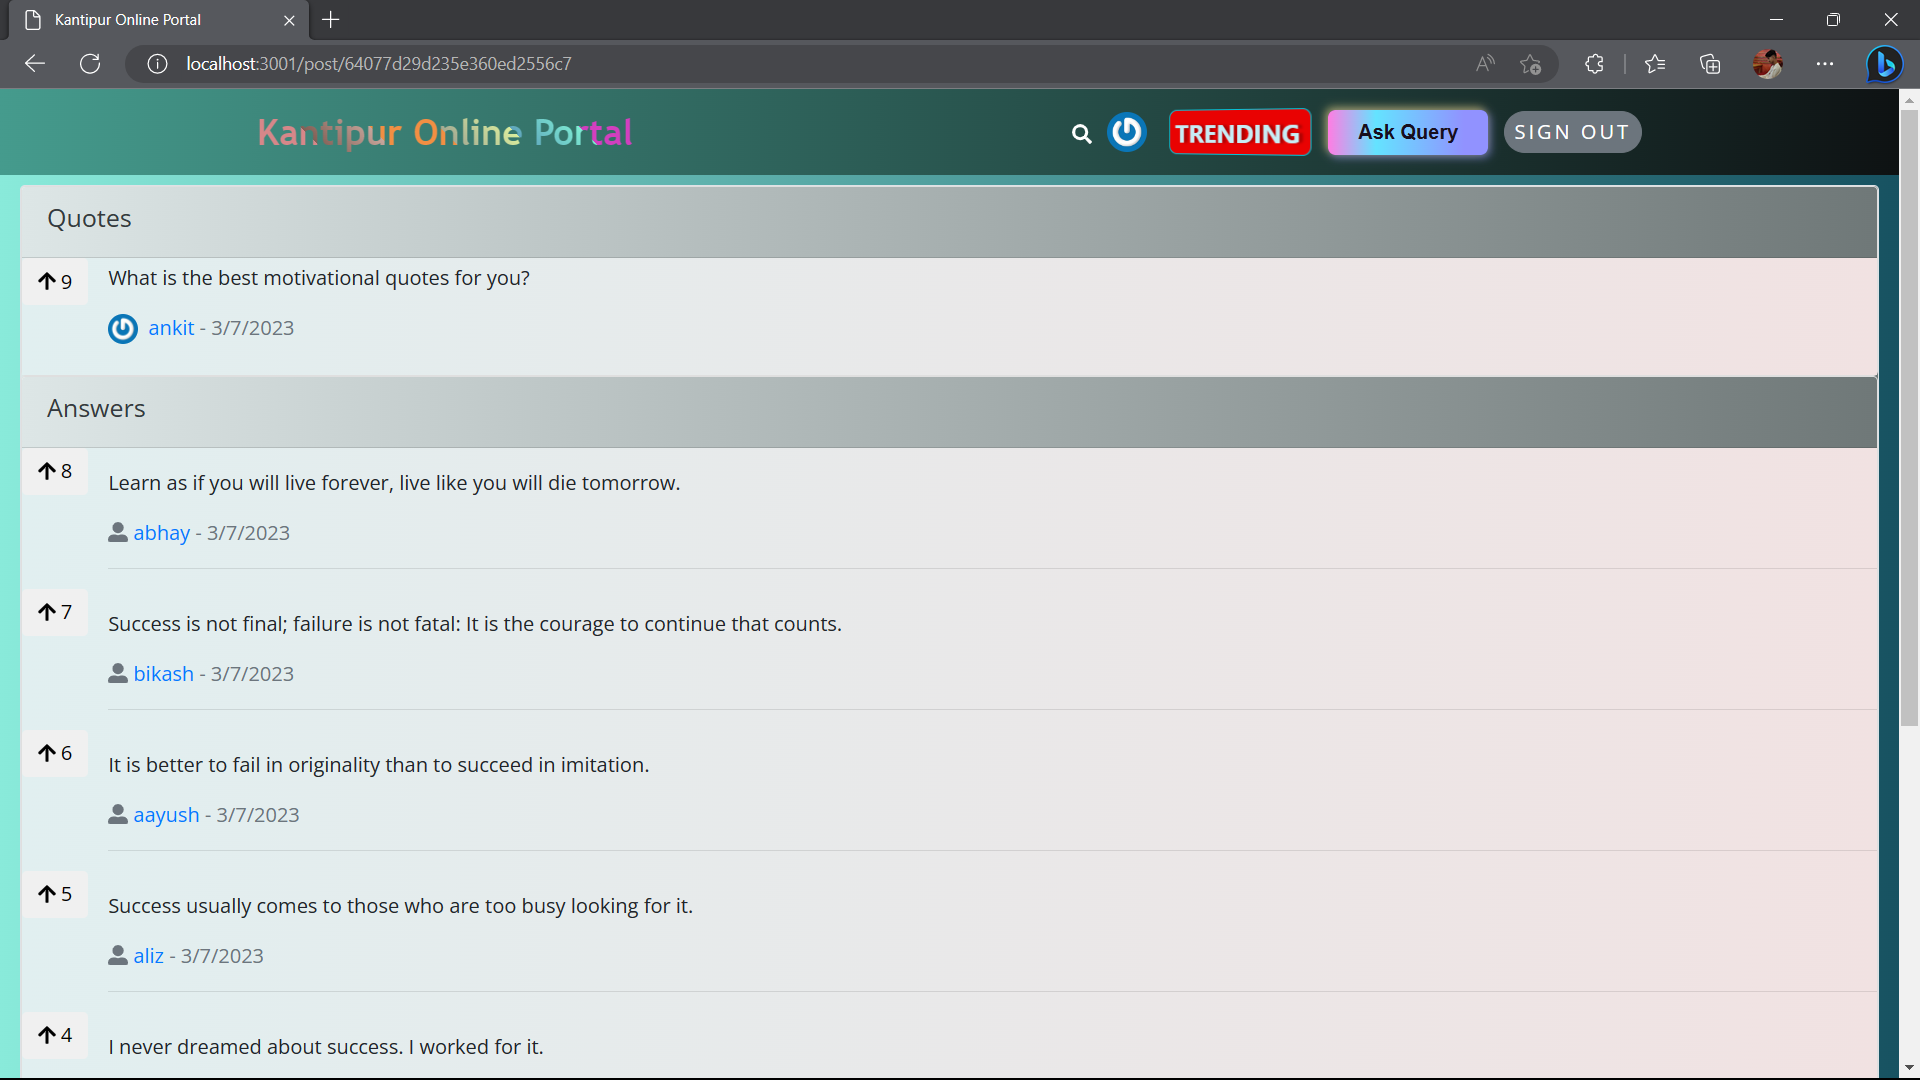 Kantipur Online Portal
localhost:3001/post/64077d29d235e360ed2556c7
Kantipur Online Portal
TRENDING
Ask Query
SIGN OUT
Quotes
9
What is the best motivational quotes for you?
ankit - 3/7/2023
Answers
8
Learn as if you will live forever, live like you will die tomorrow.
abhay - 3/7/2023
7
Success is not final; failure is not fatal: It is the courage to continue that counts.
bikash - 3/7/2023
6
It is better to fail in originality than to succeed in imitation.
aayush - 3/7/2023
5
Success usually comes to those who are too busy looking for it.
aliz - 3/7/2023
4
I never dreamed about success. I worked for it.